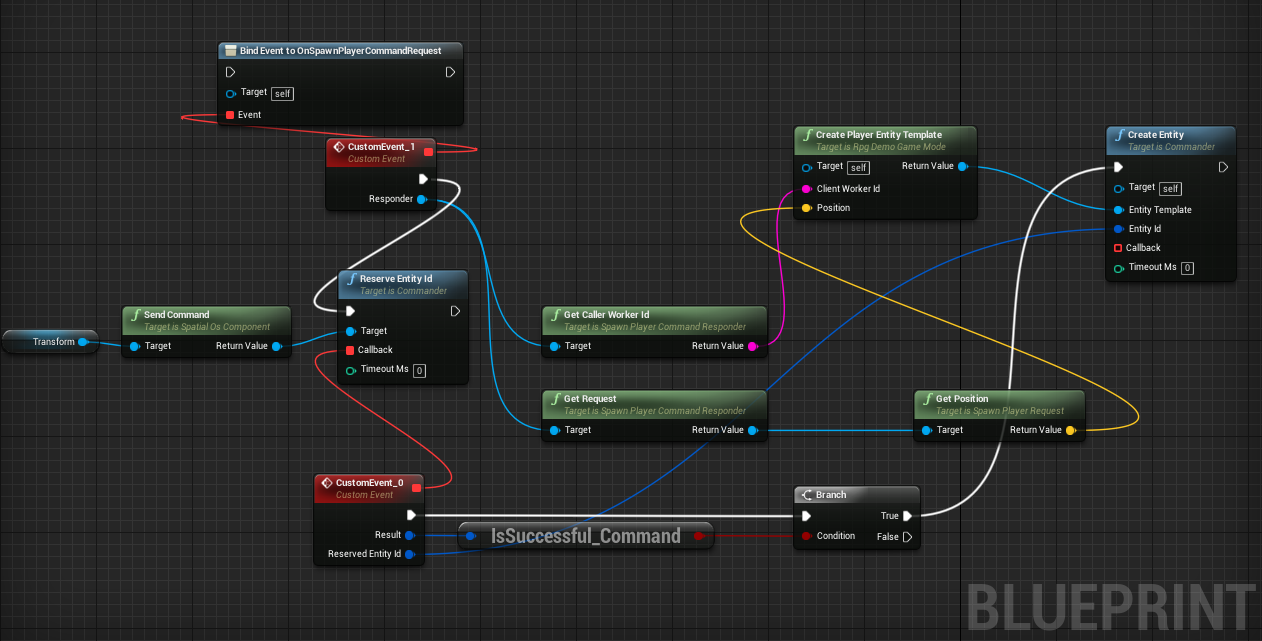 Bind Event to OnSpawnPlayerCommandRequest
Target self
Event
CustomEvent_1
Custom Event
Responder
Create Player Entity Template
Target is Rpg Demo Game Mode
Target self Return Value
Client Worker Id
Position
Create Entity
Target is Commander
Target self
Entity Template
Entity Id
Callback
Timeout Ms 0
Reserve Entity Id
Target is Commander
Target
Callback
Timeout Ms 0
Transform
Send Command
Target is Spatial Os Component
Target Return Value
Get Caller Worker Id
Target is Spawn Player Command Responder
Target Return Value
Get Request
Target is Spawn Player Command Responder
Target Return Value
Get Position
Target is Spawn Player Request
Target Return Value
CustomEvent_0
Custom Event
Result
Reserved Entity Id
IsSuccessful_Command
Branch
True
Condition False
BLUEPRINT